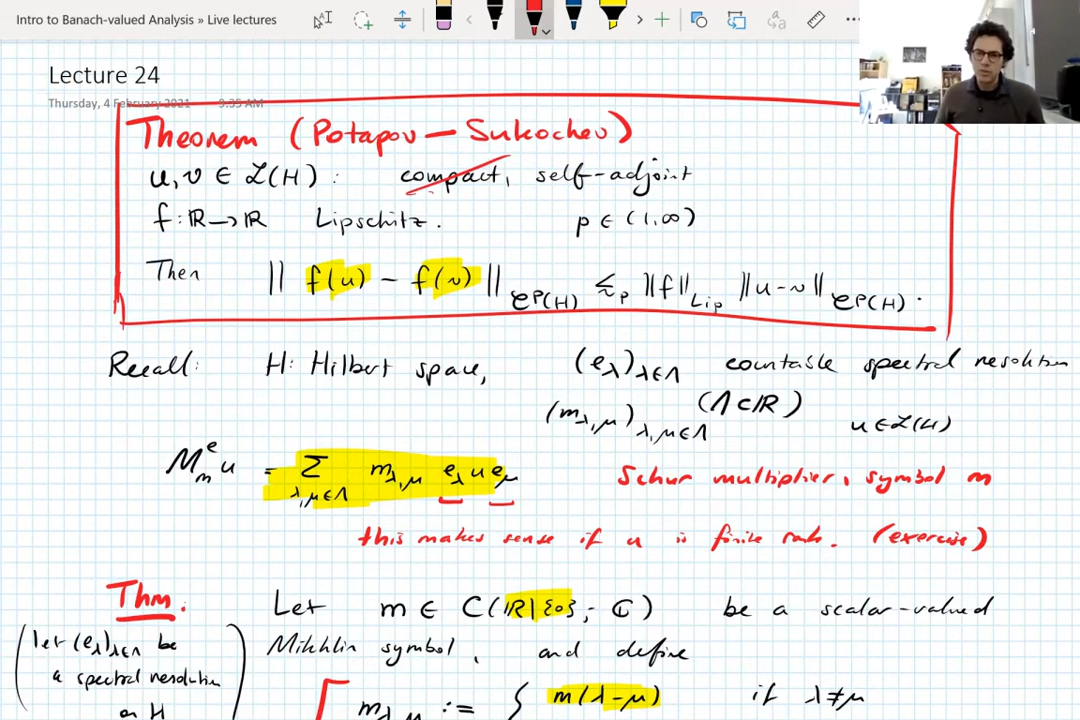 Intro to Banach-valued Analysis » Live lectures
Lecture 24
Thursday, 4 February 2021 9:35 AM
Theorem (Potapov — Sukochev)
u, v ∈ ℒ(H) : compact, self-adjoint
f : ℝ → ℝ Lipschitz. p ∈ (1,∞)
Then || f(u) - f(v) ||_{𝒞^p(H)} ≲_p ||f||_{Lip} ||u-v||_{𝒞^p(H)} .
Recall: H: Hilbert space, (e_λ)_{λ∈Λ} countable spectral resolution
(m_{λ,μ})_{λ,μ∈Λ} (Λ⊂ℝ) u∈ℒ(H)
M^e_m u = Σ_{λ,μ∈Λ} m_{λ,μ} e_λ u e_μ Schur multiplier, symbol m
this makes sense if u is finite rank. (exercise)
Thm. Let m ∈ C(ℝ\{0}; ℂ) be a scalar-valued
(let (e_λ)_{λ∈Λ} be Mikhlin symbol, and define
a spectral resolution
on H) m_{λ,μ} := { m(λ-μ) if λ≠μ